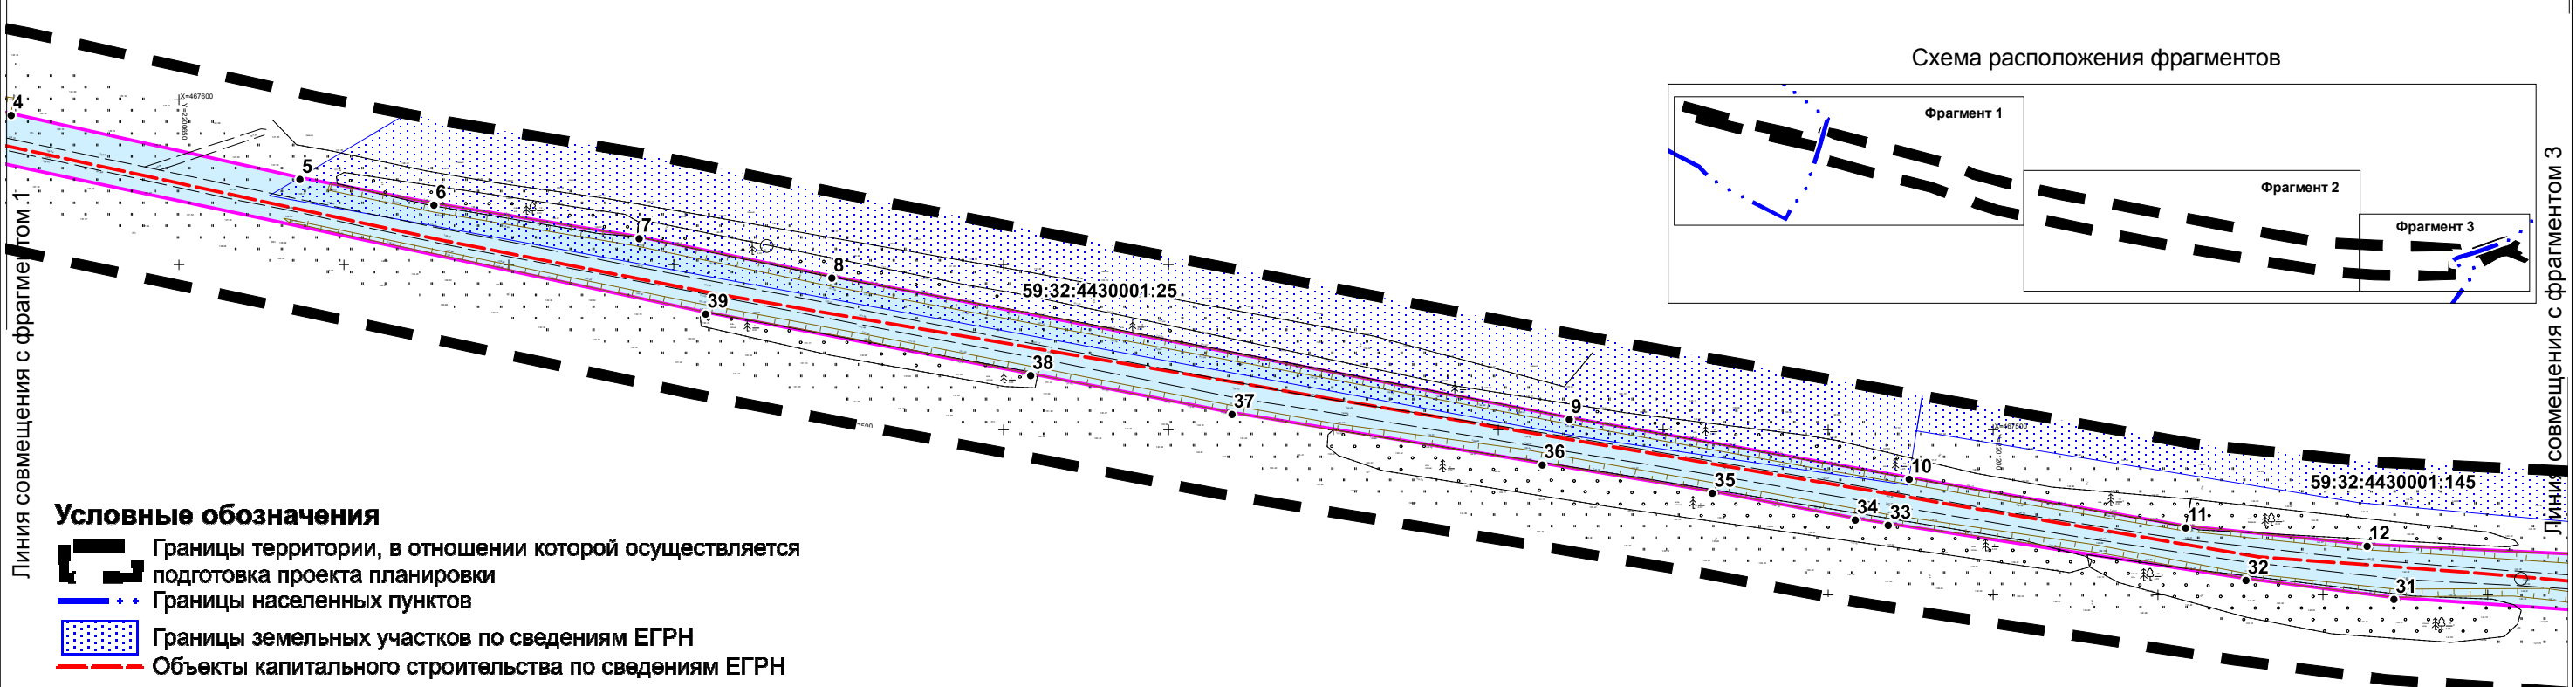 Схема расположения фрагментов
Фрагмент 1
Фрагмент 2
Фрагмент 3
Линия совмещения с фрагментом 1
Линия совмещения с фрагментом 3
X=467600
4
5
6
7
8
39
59:32:4430001:25
38
37
9
36
35
10
X=467500
34
33
59:32:4430001:145
11
12
32
31
Условные обозначения
Границы территории, в отношении которой осуществляется
подготовка проекта планировки
Границы населенных пунктов
Границы земельных участков по сведениям ЕГРН
Объекты капитального строительства по сведениям ЕГРН